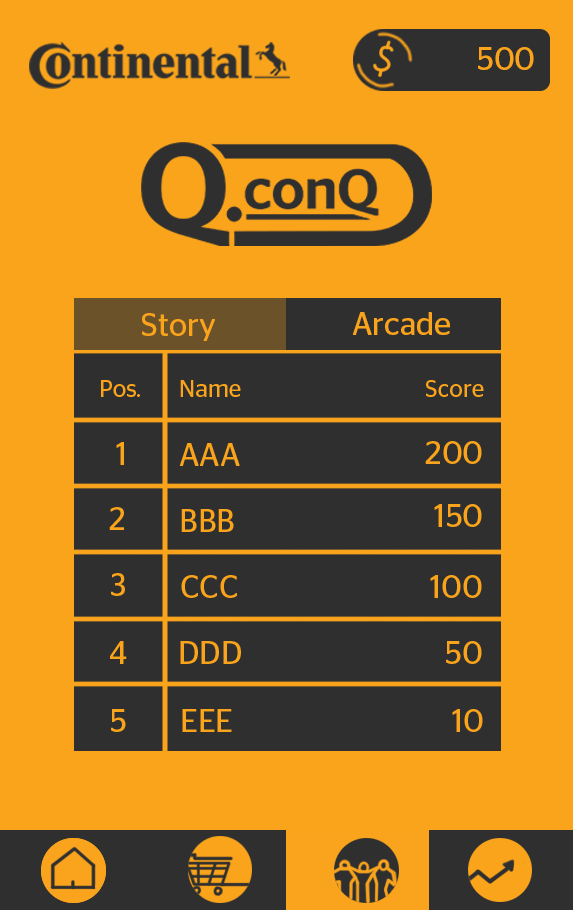 Continental
$ 500
Q.conQ
Story Arcade
Pos. Name Score
1 AAA 200
2 BBB 150
3 CCC 100
4 DDD 50
5 EEE 10